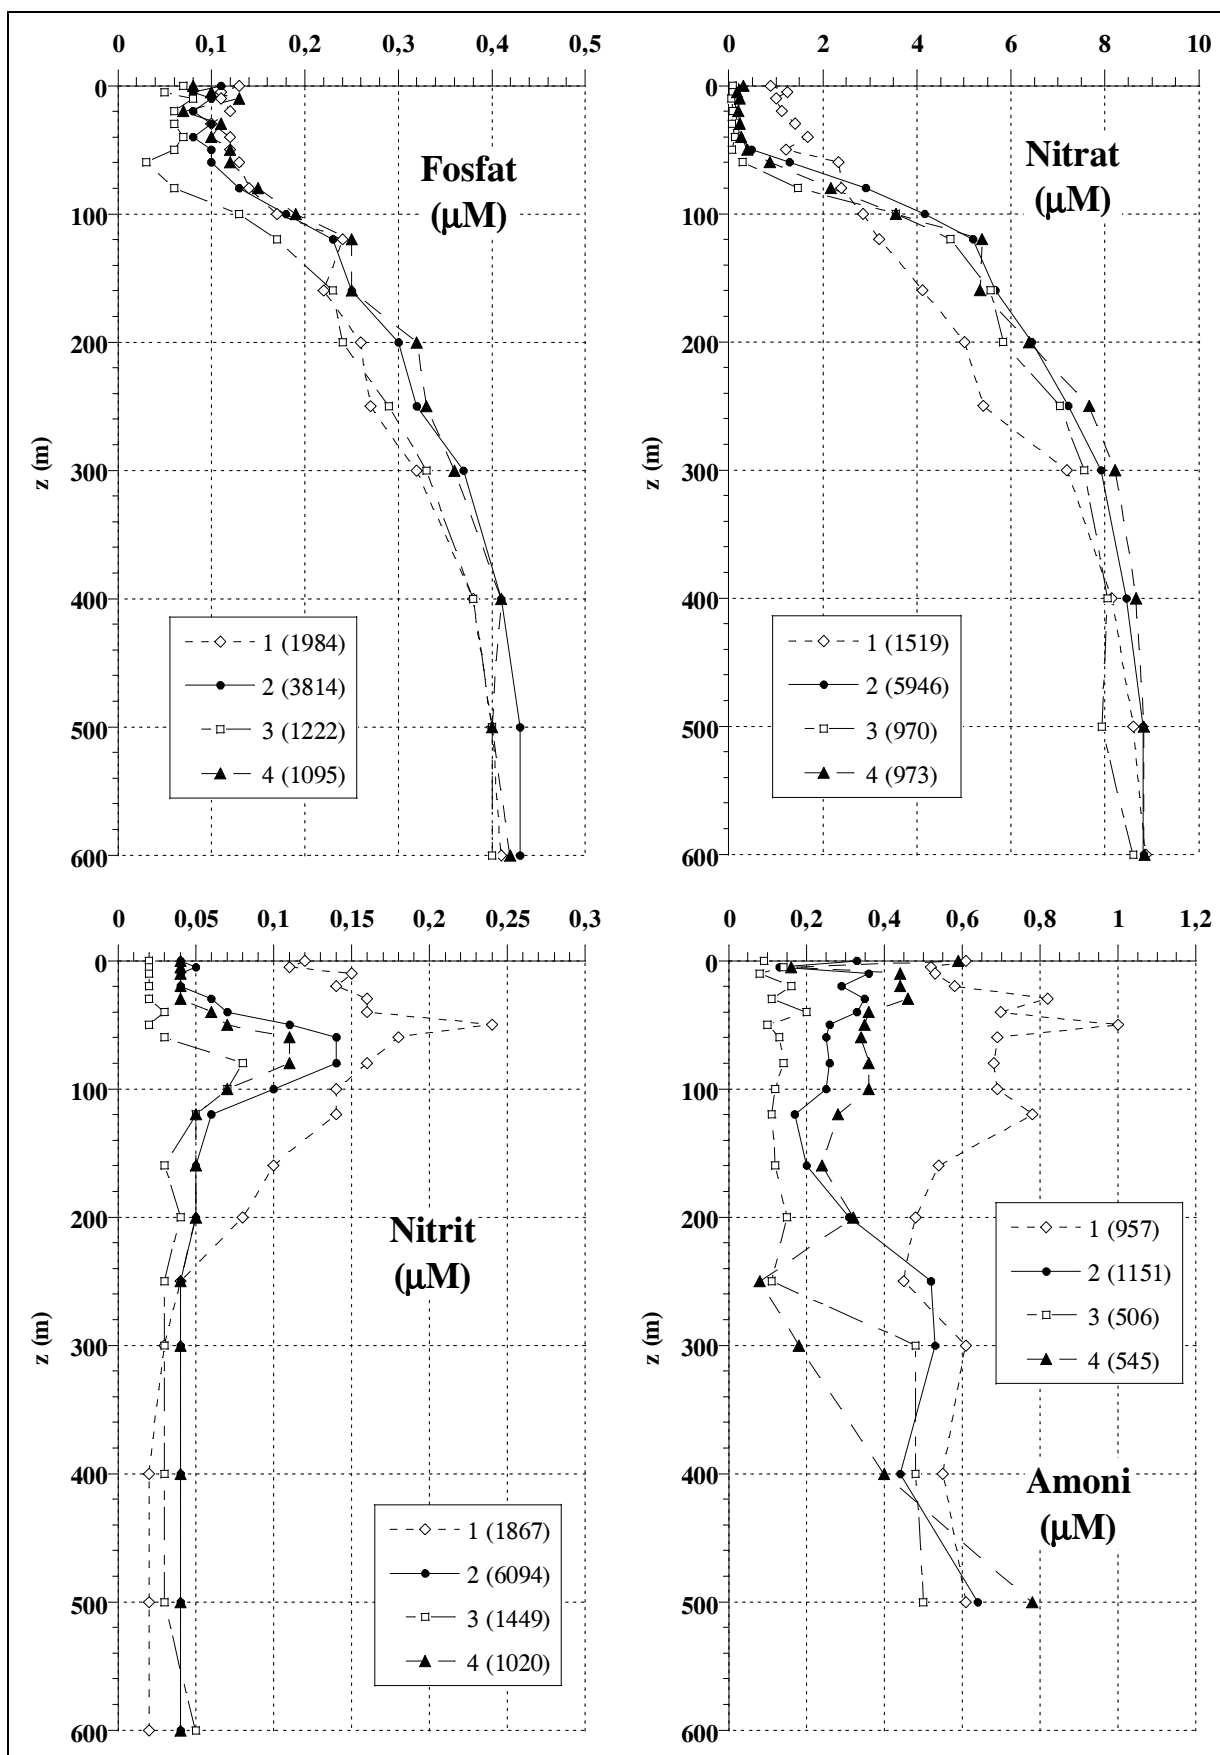 0 0,1 0,2 0,3 0,4 0,5
0
100
200
300
400
500
600
z (m)
Fosfat
(μM)
1 (1984)
2 (3814)
3 (1222)
4 (1095)
0 2 4 6 8 10
0
100
200
300
400
500
600
z (m)
Nitrat
(μM)
1 (1519)
2 (5946)
3 (970)
4 (973)
0 0,05 0,1 0,15 0,2 0,25 0,3
0
100
200
300
400
500
600
z (m)
Nitrit
(μM)
1 (1867)
2 (6094)
3 (1449)
4 (1020)
0 0,2 0,4 0,6 0,8 1 1,2
0
100
200
300
400
500
600
z (m)
1 (957)
2 (1151)
3 (506)
4 (545)
Amoni
(μM)